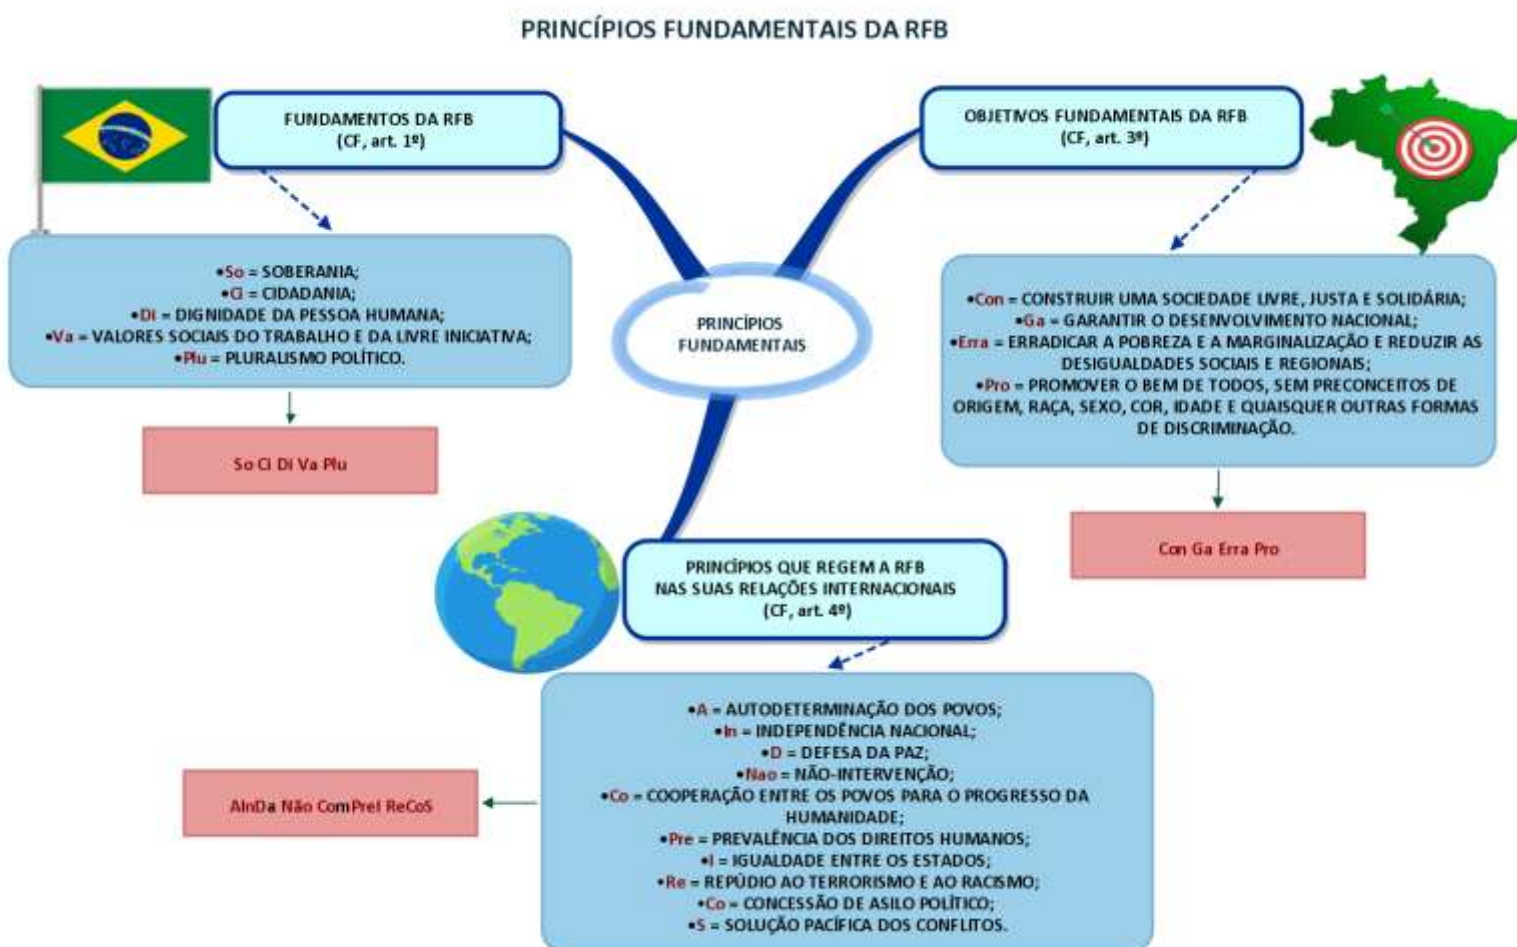 PRINCÍPIOS FUNDAMENTAIS DA RFB
FUNDAMENTOS DA RFB
(CF, art. 1º)
•So = SOBERANIA;
•Ci = CIDADANIA;
•Di = DIGNIDADE DA PESSOA HUMANA;
•Va = VALORES SOCIAIS DO TRABALHO E DA LIVRE INICIATIVA;
•Plu = PLURALISMO POLÍTICO.
So Ci Di Va Plu
OBJETIVOS FUNDAMENTAIS DA RFB
(CF, art. 3º)
•Con = CONSTRUIR UMA SOCIEDADE LIVRE, JUSTA E SOLIDÁRIA;
•Ga = GARANTIR O DESENVOLVIMENTO NACIONAL;
•Erra = ERRADICAR A POBREZA E A MARGINALIZAÇÃO E REDUZIR AS
DESIGUALDADES SOCIAIS E REGIONAIS;
•Pro = PROMOVER O BEM DE TODOS, SEM PRECONCEITOS DE
ORIGEM, RAÇA, SEXO, COR, IDADE E QUAISQUER OUTRAS FORMAS
DE DISCRIMINAÇÃO.
Con Ga Erra Pro
PRINCÍPIOS
FUNDAMENTAIS
PRINCÍPIOS QUE REGEM A RFB
NAS SUAS RELAÇÕES INTERNACIONAIS
(CF, art. 4º)
•A = AUTODETERMINAÇÃO DOS POVOS;
•In = INDEPENDÊNCIA NACIONAL;
•D = DEFESA DA PAZ;
•Nao = NÃO-INTERVENÇÃO;
•Co = COOPERAÇÃO ENTRE OS POVOS PARA O PROGRESSO DA
HUMANIDADE;
•Pre = PREVALÊNCIA DOS DIREITOS HUMANOS;
•I = IGUALDADE ENTRE OS ESTADOS;
•Re = REPÚDIO AO TERRORISMO E AO RACISMO;
•Co = CONCESSÃO DE ASILO POLÍTICO;
•S = SOLUÇÃO PACÍFICA DOS CONFLITOS.
AInDa Não ComPreI ReCoS